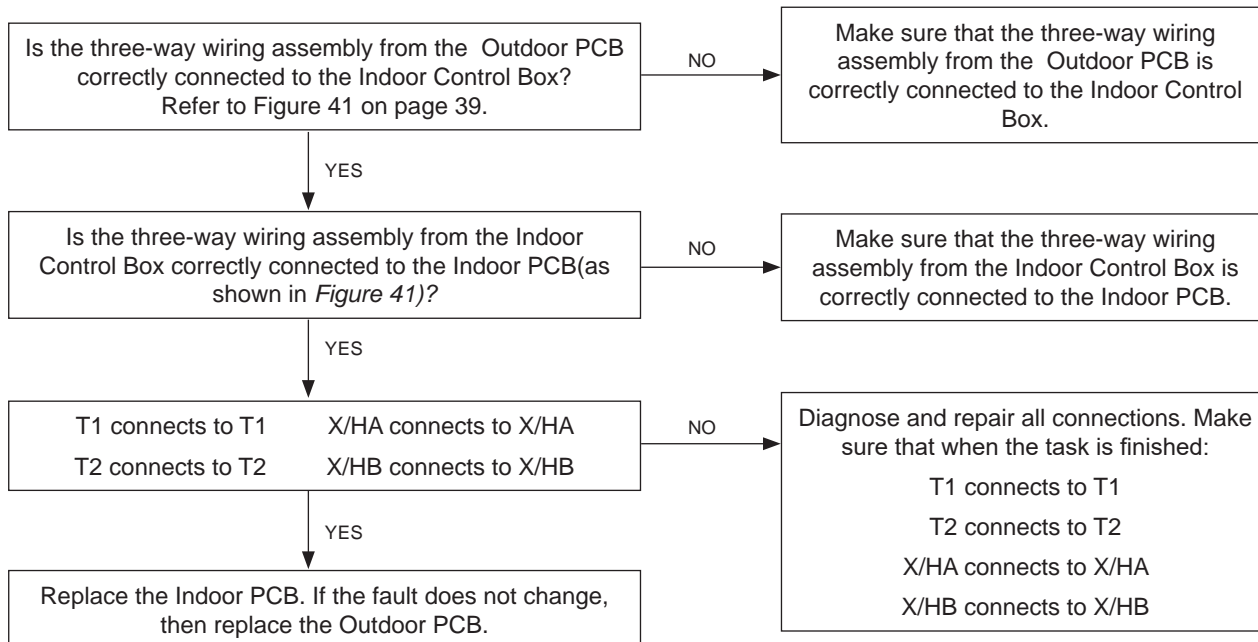 Is the three-way wiring assembly from the Outdoor PCB
correctly connected to the Indoor Control Box?
Refer to Figure 41 on page 39.
NO
Make sure that the three-way wiring
assembly from the Outdoor PCB is
correctly connected to the Indoor Control
Box.
YES
Is the three-way wiring assembly from the Indoor
Control Box correctly connected to the Indoor PCB(as
shown in Figure 41)?
NO
Make sure that the three-way wiring
assembly from the Indoor Control Box is
correctly connected to the Indoor PCB.
YES
T1 connects to T1 X/HA connects to X/HA
T2 connects to T2 X/HB connects to X/HB
NO
Diagnose and repair all connections. Make
sure that when the task is finished:
T1 connects to T1
T2 connects to T2
X/HA connects to X/HA
X/HB connects to X/HB
YES
Replace the Indoor PCB. If the fault does not change,
then replace the Outdoor PCB.